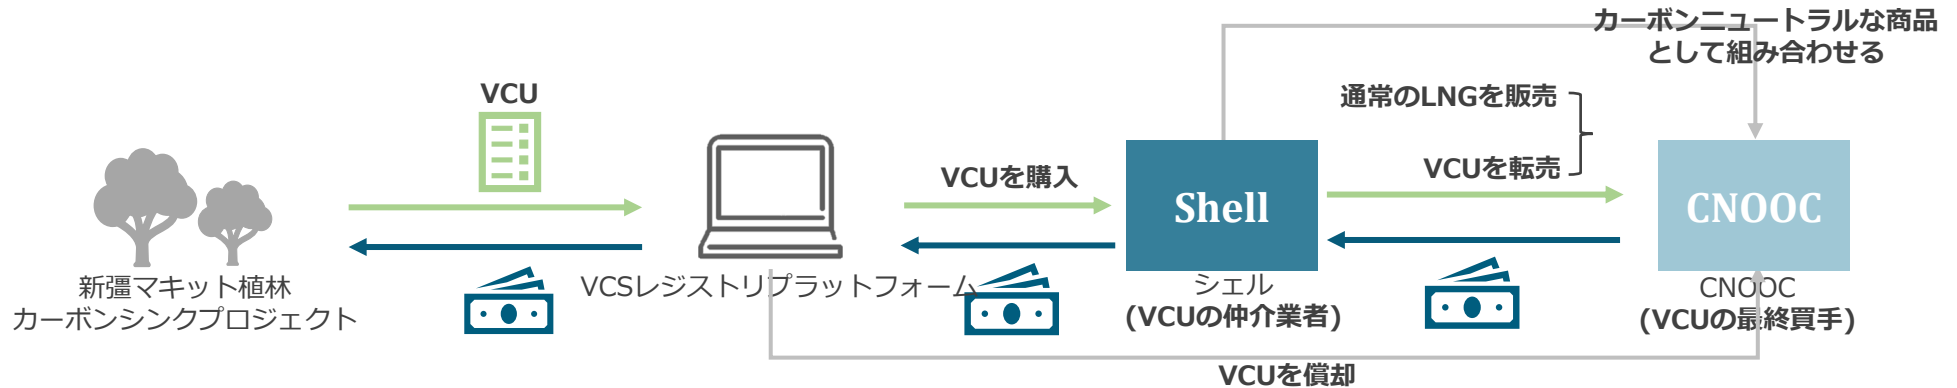 カーボンニュートラルな商品
として組み合わせる
VCU
通常のLNGを販売
VCUを購入
VCUを転売
Shell
CNOOC
新疆マキット植林
カーボンシンクプロジェクト
VCSレジストリプラットフォーム
シェル
(VCUの仲介業者)
CNOOC
(VCUの最終買手)
VCUを償却